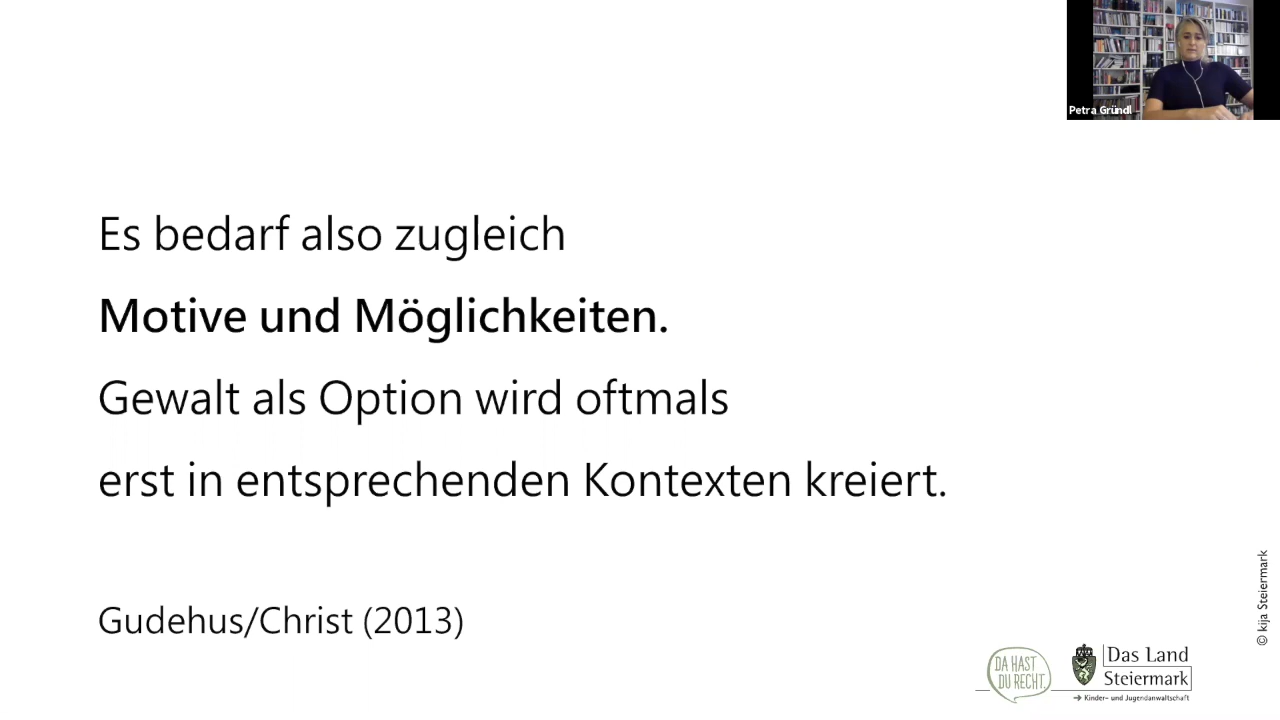 Petra Gründl
Es bedarf also zugleich
Motive und Möglichkeiten.
Gewalt als Option wird oftmals
erst in entsprechenden Kontexten kreiert.
Gudehus/Christ (2013)
© kija Steiermark
DA HAST
DU RECHT.
Das Land
Steiermark
→ Kinder- und Jugendanwaltschaft